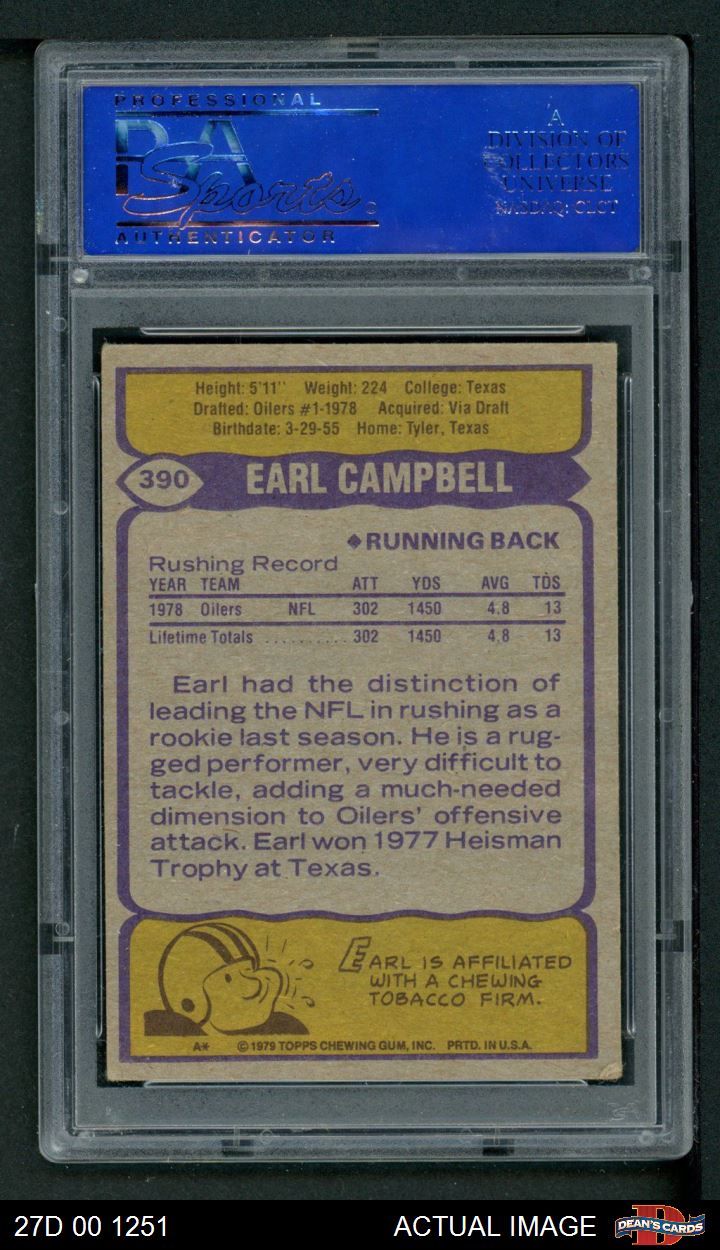 PROFESSIONAL
PSA
Sports
AUTHENTICATOR
A
DIVISION OF
COLLECTORS
UNIVERSE
NASDAQ: CLCT
Height: 5'11'' Weight: 224 College: Texas
Drafted: Oilers #1-1978 Acquired: Via Draft
Birthdate: 3-29-55 Home: Tyler, Texas
390 EARL CAMPBELL
◆RUNNING BACK
Rushing Record
YEAR TEAM ATT YDS AVG TDS
1978 Oilers NFL 302 1450 4.8 13
Lifetime Totals .......... 302 1450 4.8 13
Earl had the distinction of
leading the NFL in rushing as a
rookie last season. He is a rug-
ged performer, very difficult to
tackle, adding a much-needed
dimension to Oilers' offensive
attack. Earl won 1977 Heisman
Trophy at Texas.
EARL IS AFFILIATED
WITH A CHEWING
TOBACCO FIRM.
A* © 1979 TOPPS CHEWING GUM, INC. PRTD. IN U.S.A.
27D 00 1251 ACTUAL IMAGE DEAN'S CARDS